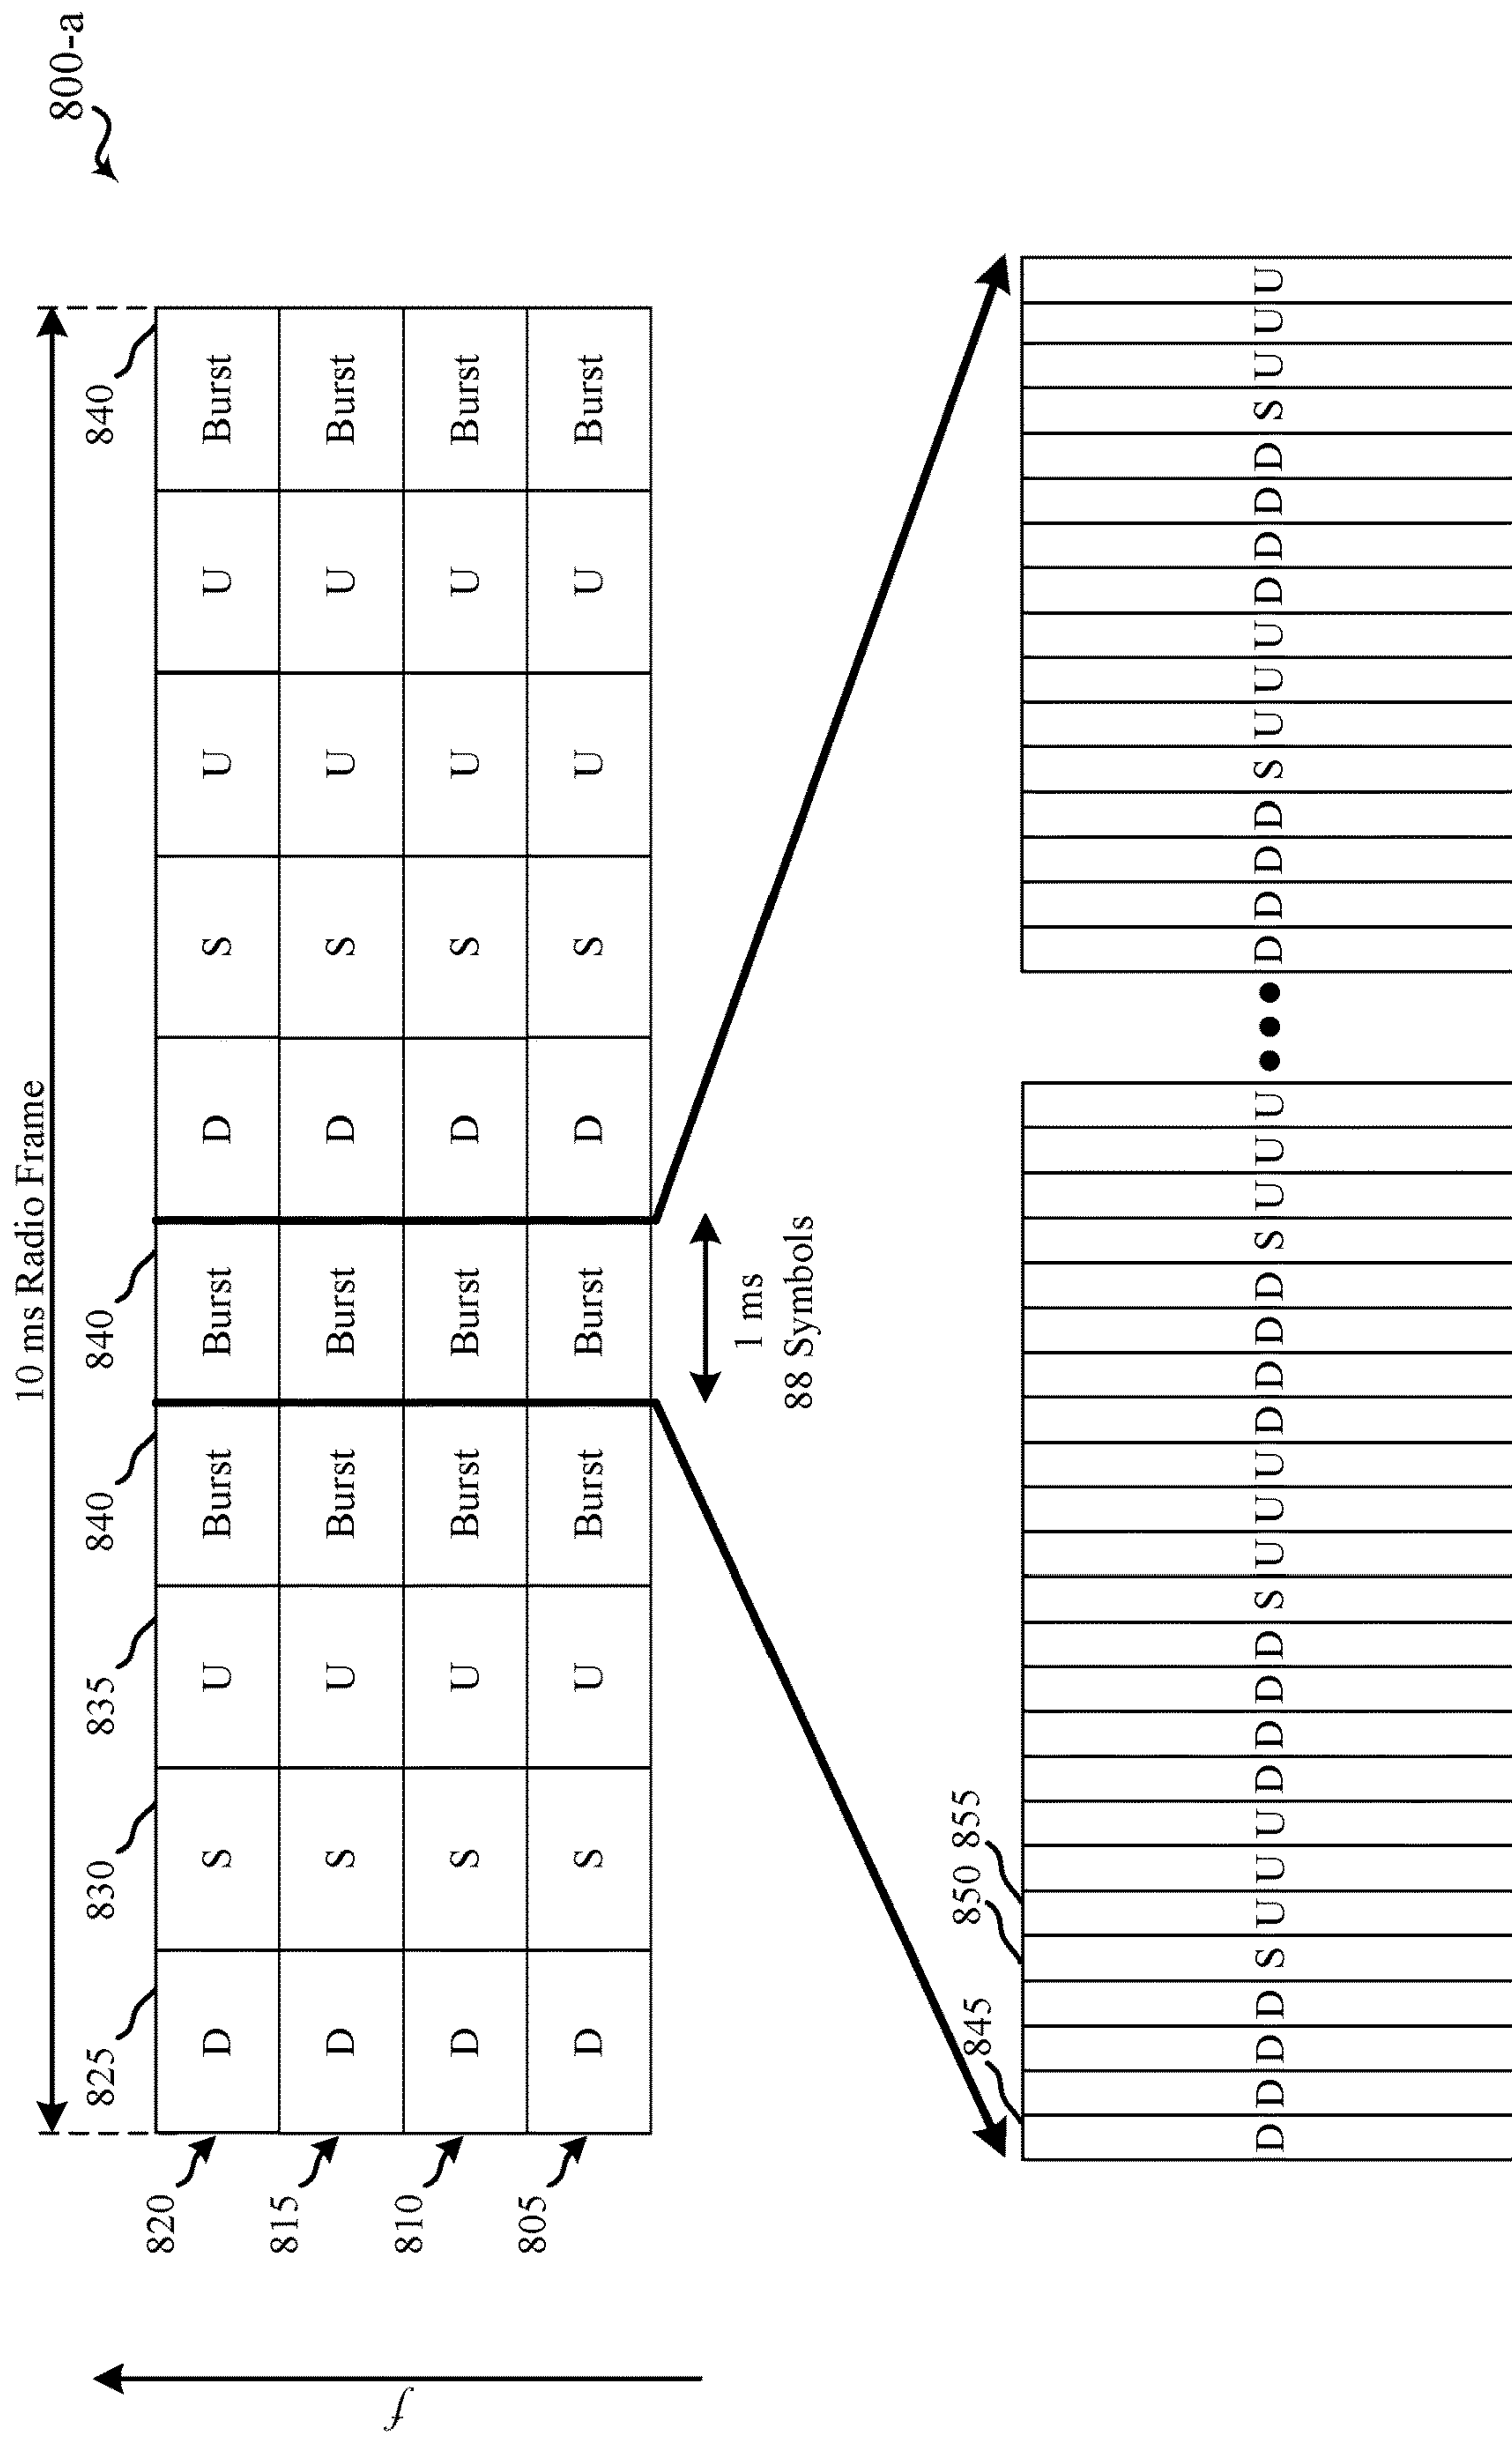 800-a
10 ms Radio Frame
825 830 835 840 840 840
820 D S U Burst Burst D S U U Burst
815 D S U Burst Burst D S U U Burst
810 D S U Burst Burst D S U U Burst
805 D S U Burst Burst D S U U Burst
f
1 ms
88 Symbols
845 850 855
D D D D S U U U D D D D S U U U D D D D S U U U ••• D D D D S U U U D D D D S U U U